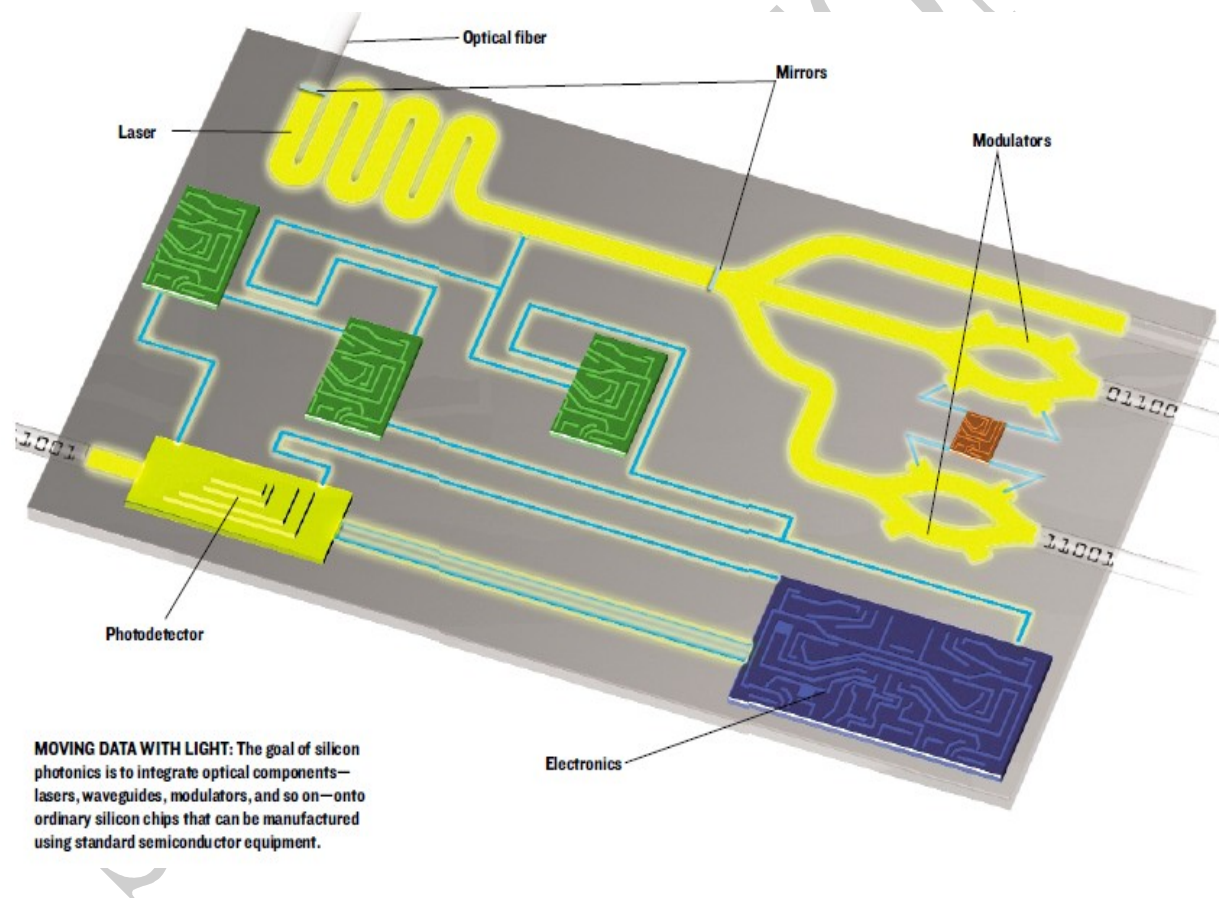 Optical fiber
Mirrors
Laser
Modulators
01100
11001
11001
Photodetector
Electronics
MOVING DATA WITH LIGHT: The goal of silicon
photonics is to integrate optical components—
lasers, waveguides, modulators, and so on—onto
ordinary silicon chips that can be manufactured
using standard semiconductor equipment.